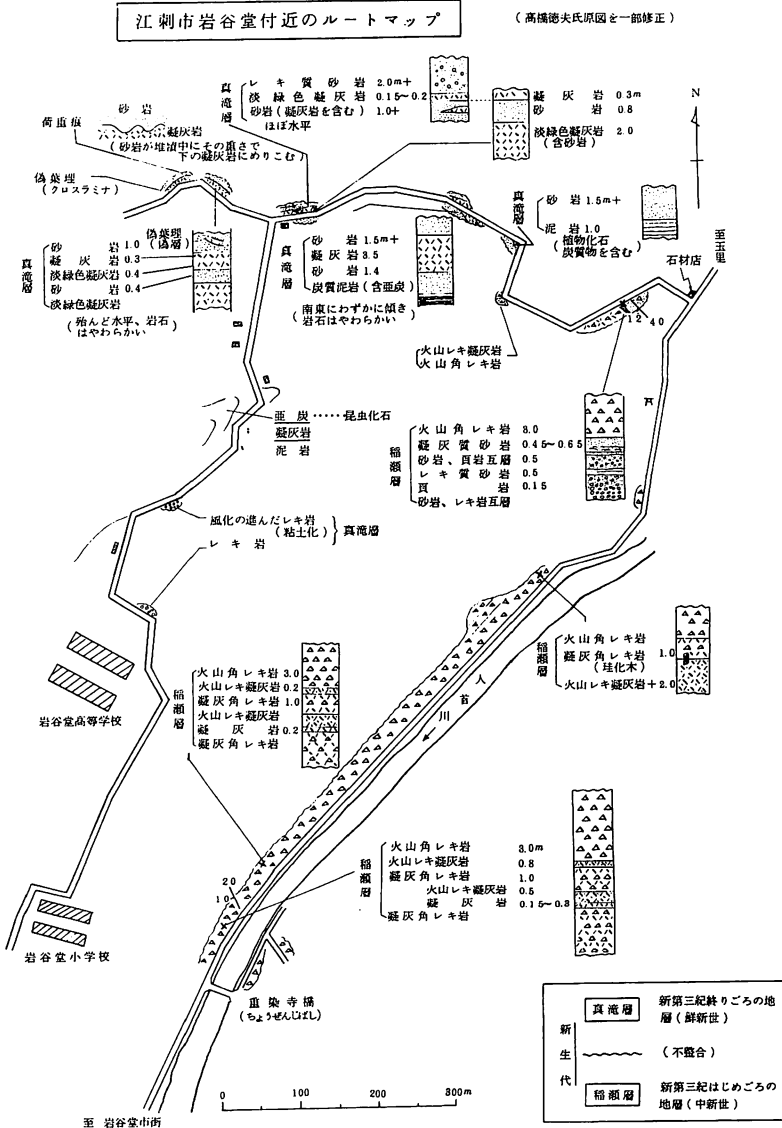 江刺市岩谷堂付近のルートマップ
（高橋徳夫氏原図を一部修正）
真滝層
レキ質砂岩 2.0m+
淡緑色凝灰岩 0.15~0.2
砂岩（凝灰岩を含む） 1.0+
ほぼ水平
凝灰岩 0.3m
砂岩 0.8
淡緑色凝灰岩 2.0
（含砂岩）
N
荷重痕
砂岩
凝灰岩
（砂岩が堆積中にその重さで
下の凝灰岩にめりこむ）
偽葉理
（クロスラミナ）
真滝層
砂岩 1.5m+
泥岩 1.0
（植物化石
炭質物を含む）
至玉里
石材店
偽葉理
（偽層）
真滝層
砂岩 1.0
凝灰岩 0.3
淡緑色凝灰岩 0.4
砂岩 0.4
淡緑色凝灰岩
（殆んど水平、岩石
はやわらかい）
真滝層
砂岩 1.5m+
凝灰岩 3.5
砂岩 1.4
炭質泥岩（含亜炭）
（南東にわずかに傾き
岩石はやわらかい）
12 40
火山レキ凝灰岩
火山角レキ岩
亜炭……昆虫化石
凝灰岩
泥岩
稲瀬層
火山角レキ岩 8.0
凝灰質砂岩 0.45~0.65
砂岩、頁岩互層 0.5
レキ質砂岩 0.5
頁岩 0.15
砂岩、レキ岩互層
風化の進んだレキ岩
（粘土化）
レキ岩
真滝層
稲瀬層
火山角レキ岩
凝灰角レキ岩 1.0
（珪化木）
火山レキ凝灰岩+2.0
岩谷堂高等学校
稲瀬層
火山角レキ岩 3.0
火山レキ凝灰岩 0.2
凝灰角レキ岩 1.0
火山レキ凝灰岩
凝灰岩 0.2
凝灰角レキ岩
人首川
稲瀬層
火山角レキ岩 3.0m
火山レキ凝灰岩 0.8
凝灰角レキ岩 1.0
火山レキ凝灰岩 0.5
凝灰岩 0.15~0.3
凝灰角レキ岩
20
10
岩谷堂小学校
重染寺橋
（ちょうぜんじばし）
0 100 200 300m
至 岩谷堂市街
新生代
真滝層 新第三紀終りごろの地
層（鮮新世）
（不整合）
稲瀬層 新第三紀はじめごろの
地層（中新世）